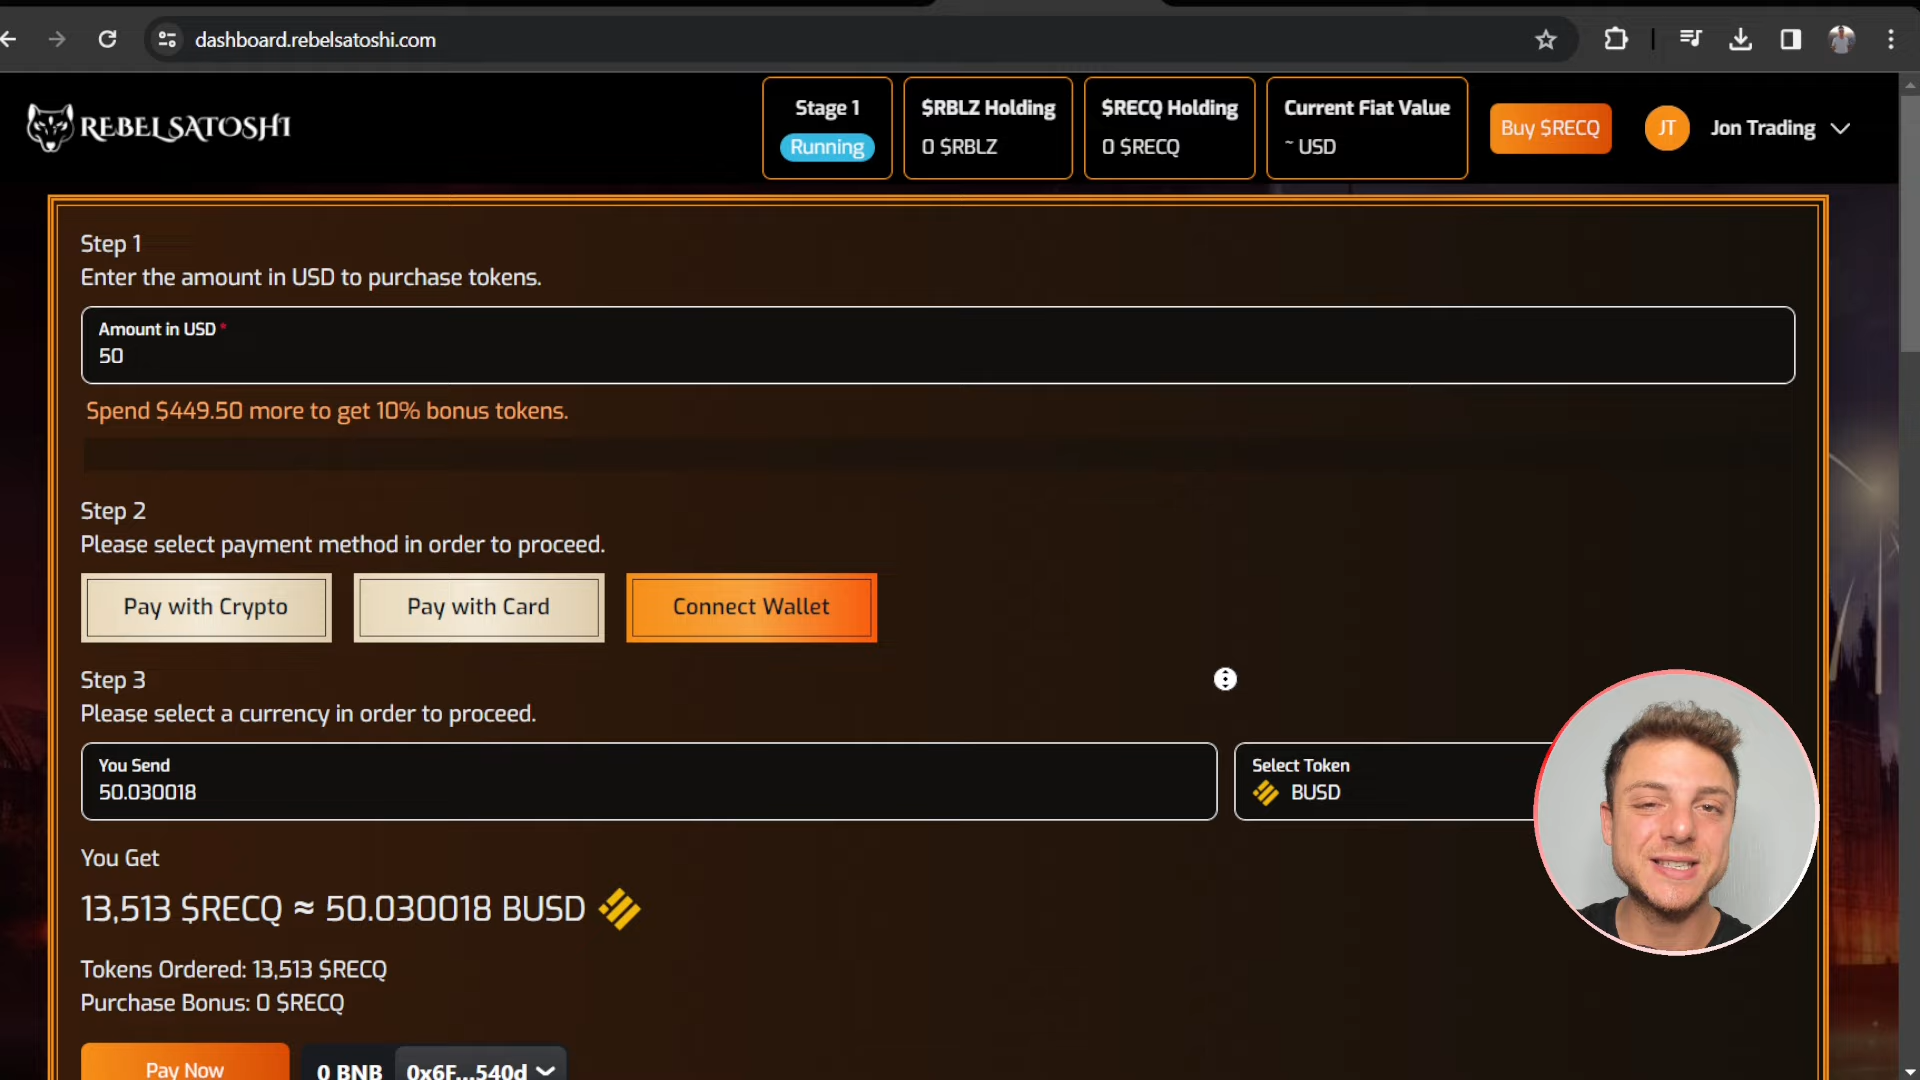 dashboard.rebelsatoshi.com
REBEL SATOSHI
Stage 1
Running
$RBLZ Holding
0 $RBLZ
$RECQ Holding
0 $RECQ
Current Fiat Value
~ USD
Buy $RECQ
JT
Jon Trading
Step 1
Enter the amount in USD to purchase tokens.
Amount in USD *
50
Spend $449.50 more to get 10% bonus tokens.
Step 2
Please select payment method in order to proceed.
Pay with Crypto
Pay with Card
Connect Wallet
Step 3
Please select a currency in order to proceed.
You Send
50.030018
Select Token
BUSD
You Get
13,513 $RECQ ≈ 50.030018 BUSD
Tokens Ordered: 13,513 $RECQ
Purchase Bonus: 0 $RECQ
Pay Now
0 BNB
0x6F...540d